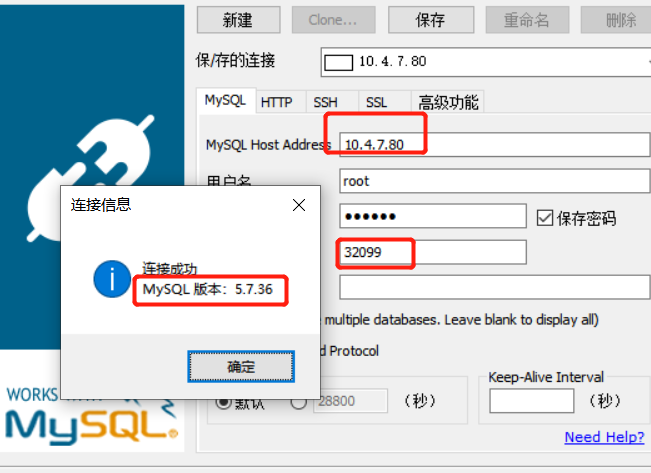 新建 Clone... 保存 重命名 删除
保/存的连接 10.4.7.80
MySQL HTTP SSH SSL 高级功能
MySQL Host Address 10.4.7.80
用户名 root
●●●●●● 保存密码
32099
连接信息
连接成功
MySQL 版本：5.7.36
确定
multiple databases. Leave blank to display all)
d Protocol
默认 28800 (秒)
Keep-Alive Interval
(秒)
Need Help?
WORKS
MySQL